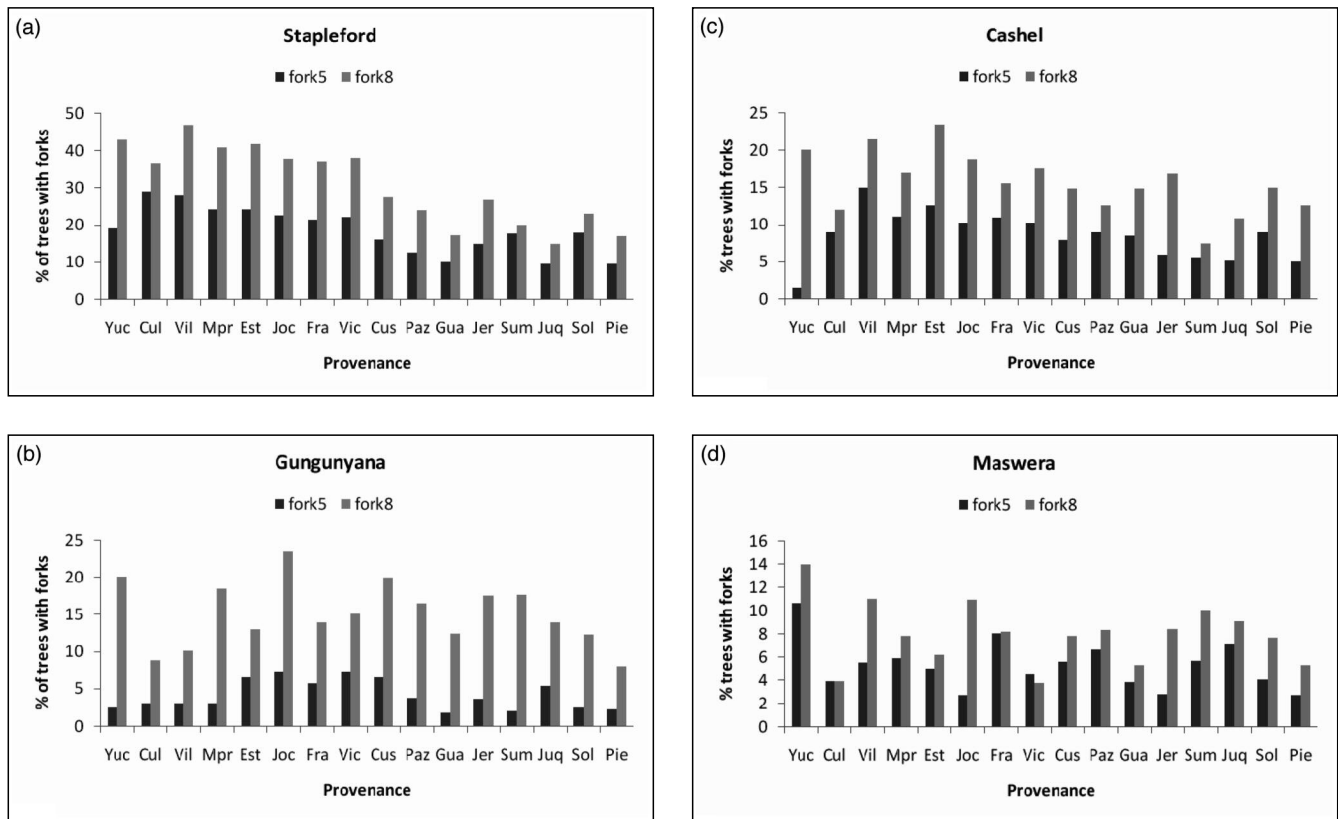 (a)
Stapleford
fork5 fork8
% of trees with forks
50
40
30
20
10
0
Yuc Cul Vil Mpr Est Joc Fra Vic Cus Paz Gua Jer Sum Juq Sol Pie
Provenance
(c)
Cashel
fork5 fork8
% trees with forks
25
20
15
10
5
0
Yuc Cul Vil Mpr Est Joc Fra Vic Cus Paz Gua Jer Sum Juq Sol Pie
Provenance
(b)
Gungunyana
fork5 fork8
% of trees with forks
25
20
15
10
5
0
Yuc Cul Vil Mpr Est Joc Fra Vic Cus Paz Gua Jer Sum Juq Sol Pie
Provenance
(d)
Maswera
fork5 fork8
% trees with forks
16
14
12
10
8
6
4
2
0
Yuc Cul Vil Mpr Est Joc Fra Vic Cus Paz Gua Jer Sum Juq Sol Pie
Provenance